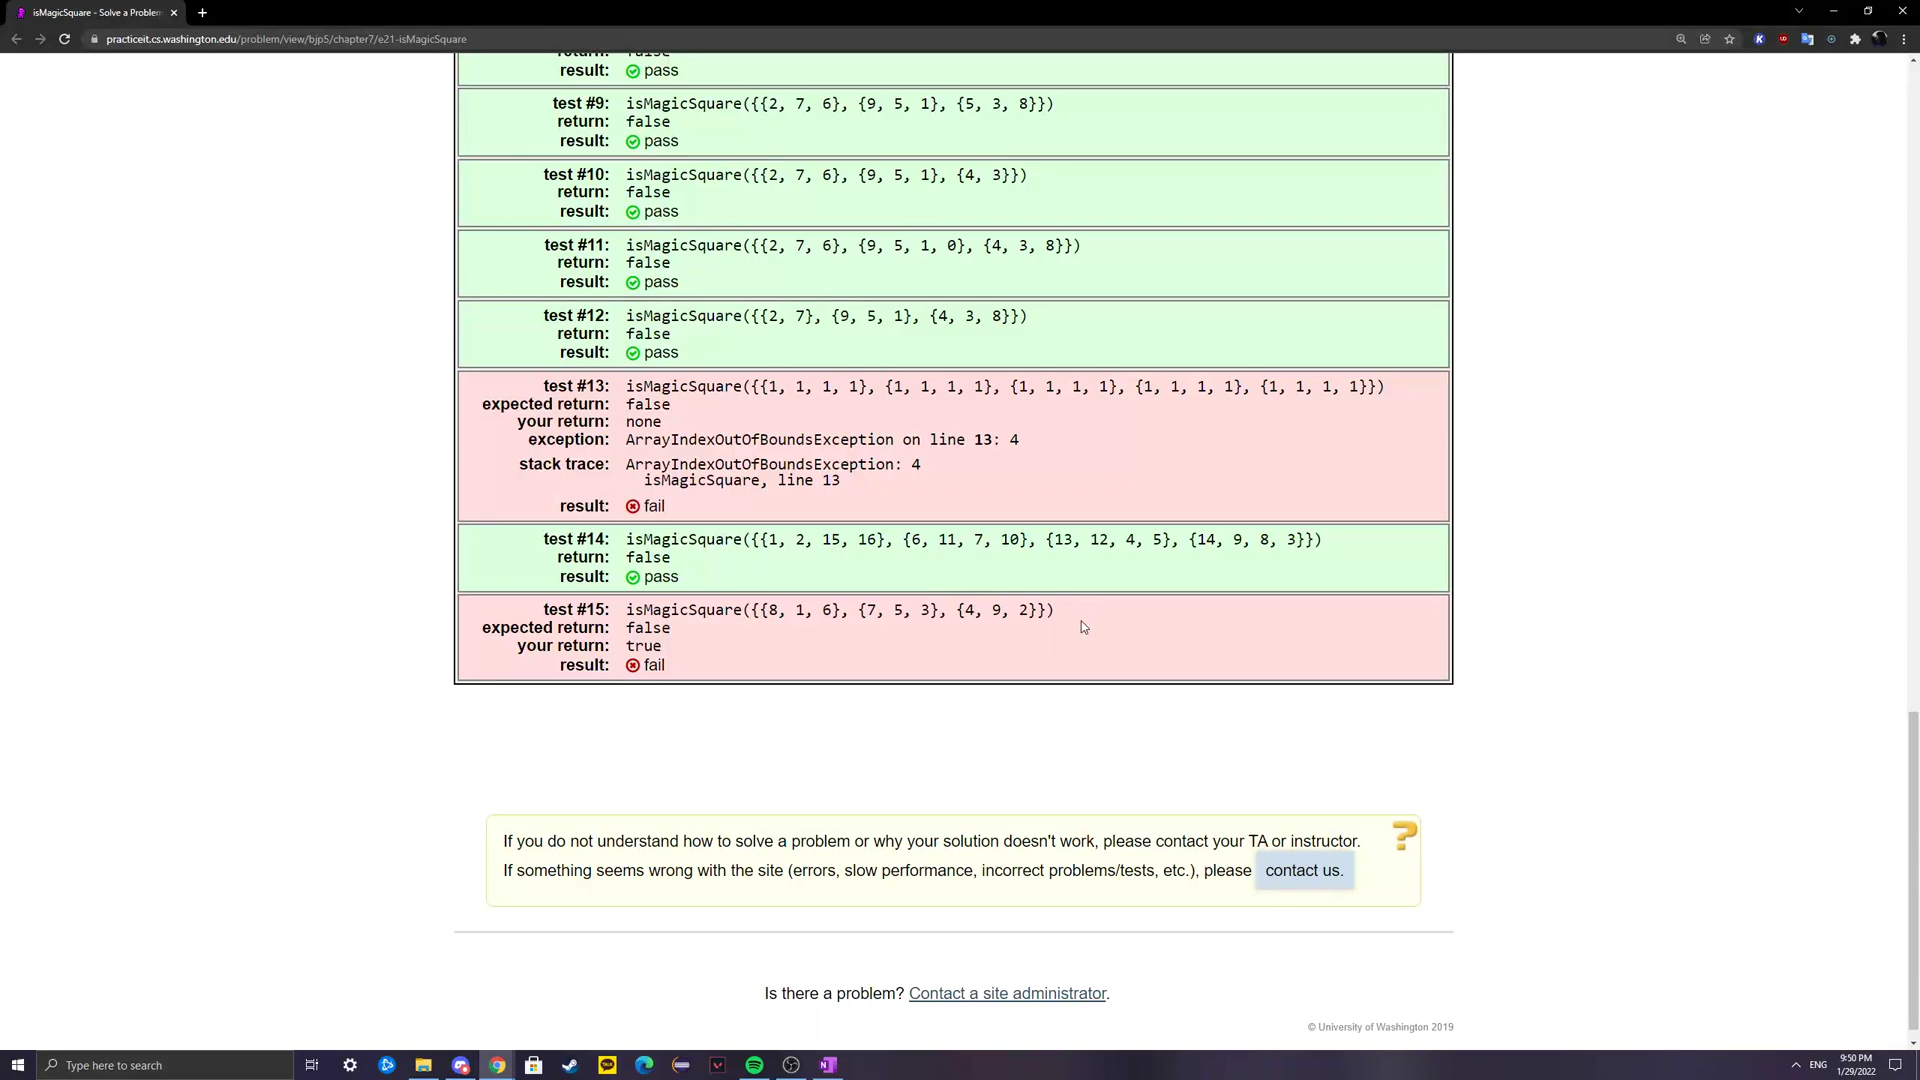 isMagicSquare - Solve a Problem
practiceit.cs.washington.edu/problem/view/bjp5/chapter7/e21-isMagicSquare
return: false
result: pass
test #9: isMagicSquare({{2, 7, 6}, {9, 5, 1}, {5, 3, 8}})
return: false
result: pass
test #10: isMagicSquare({{2, 7, 6}, {9, 5, 1}, {4, 3}})
return: false
result: pass
test #11: isMagicSquare({{2, 7, 6}, {9, 5, 1, 0}, {4, 3, 8}})
return: false
result: pass
test #12: isMagicSquare({{2, 7}, {9, 5, 1}, {4, 3, 8}})
return: false
result: pass
test #13: isMagicSquare({{1, 1, 1, 1}, {1, 1, 1, 1}, {1, 1, 1, 1}, {1, 1, 1, 1}, {1, 1, 1, 1}})
expected return: false
your return: none
exception: ArrayIndexOutOfBoundsException on line 13: 4
stack trace: ArrayIndexOutOfBoundsException: 4
isMagicSquare, line 13
result: fail
test #14: isMagicSquare({{1, 2, 15, 16}, {6, 11, 7, 10}, {13, 12, 4, 5}, {14, 9, 8, 3}})
return: false
result: pass
test #15: isMagicSquare({{8, 1, 6}, {7, 5, 3}, {4, 9, 2}})
expected return: false
your return: true
result: fail
If you do not understand how to solve a problem or why your solution doesn't work, please contact your TA or instructor.
If something seems wrong with the site (errors, slow performance, incorrect problems/tests, etc.), please contact us.
Is there a problem? Contact a site administrator.
© University of Washington 2019
Type here to search
ENG
9:50 PM
1/29/2022